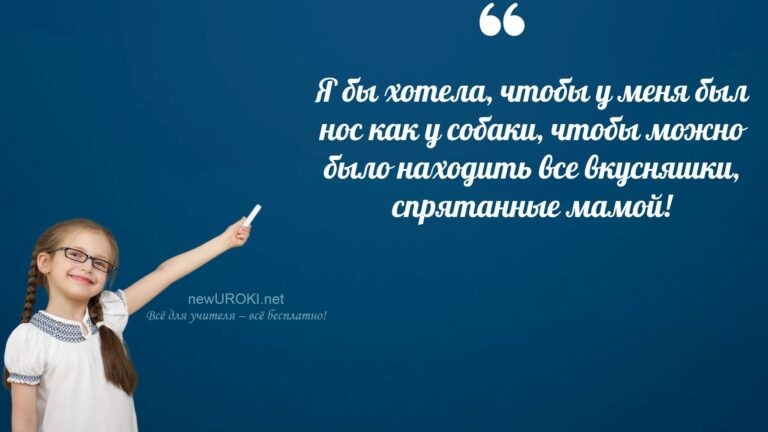 ❝
Я бы хотела, чтобы у меня был
нос как у собаки, чтобы можно
было находить все вкусняшки,
спрятанные мамой!
newUROKI.net
Всё для учителя – всё бесплатно!